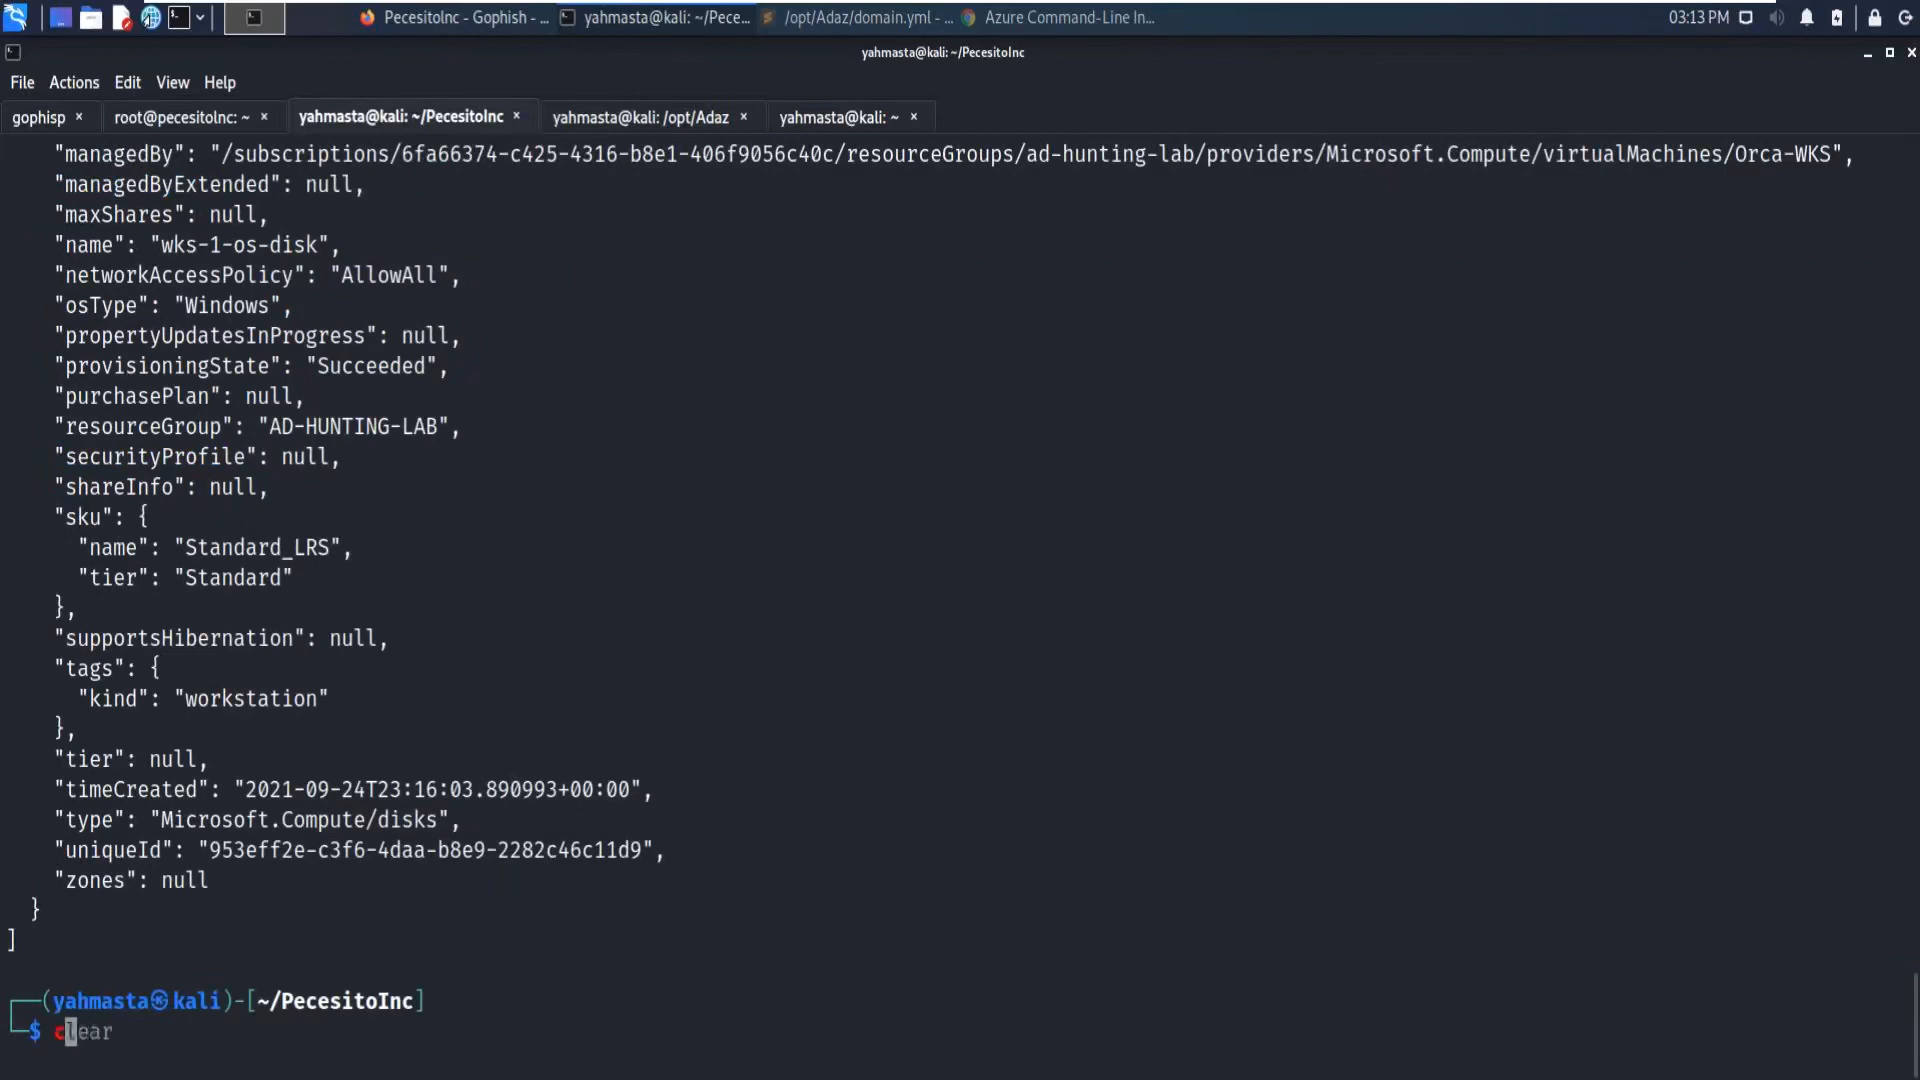 PecesitoInc - Gophish - ...
yahmasta@kali: ~/Pece...
/opt/Adaz/domain.yml - ...
Azure Command-Line In...
03:13 PM
yahmasta@kali: ~/PecesitoInc
File Actions Edit View Help
gophisp × root@pecesitoInc: ~ × yahmasta@kali: ~/PecesitoInc × yahmasta@kali: /opt/Adaz × yahmasta@kali: ~ ×
"managedBy": "/subscriptions/6fa66374-c425-4316-b8e1-406f9056c40c/resourceGroups/ad-hunting-lab/providers/Microsoft.Compute/virtualMachines/Orca-WKS",
"managedByExtended": null,
"maxShares": null,
"name": "wks-1-os-disk",
"networkAccessPolicy": "AllowAll",
"osType": "Windows",
"propertyUpdatesInProgress": null,
"provisioningState": "Succeeded",
"purchasePlan": null,
"resourceGroup": "AD-HUNTING-LAB",
"securityProfile": null,
"shareInfo": null,
"sku": {
"name": "Standard_LRS",
"tier": "Standard"
},
"supportsHibernation": null,
"tags": {
"kind": "workstation"
},
"tier": null,
"timeCreated": "2021-09-24T23:16:03.890993+00:00",
"type": "Microsoft.Compute/disks",
"uniqueId": "953eff2e-c3f6-4daa-b8e9-2282c46c11d9",
"zones": null
}
]
┌──(yahmasta㉿kali)-[~/PecesitoInc]
└─$ clear